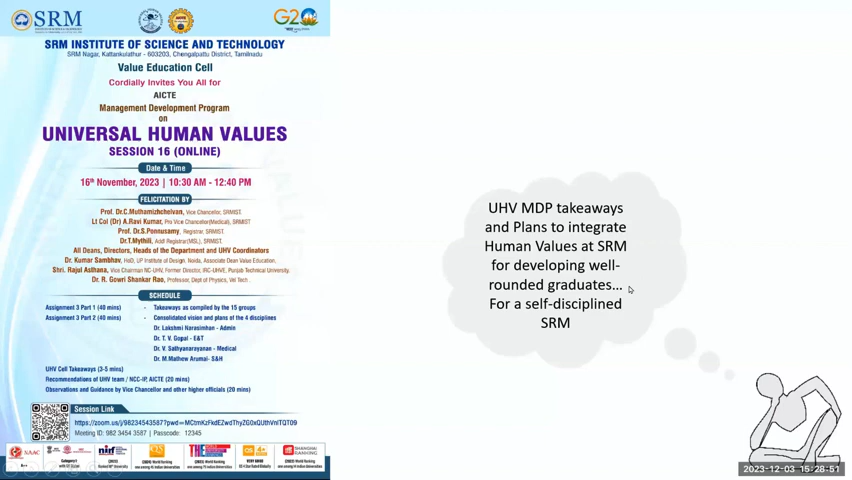 SRM
G20
SRM INSTITUTE OF SCIENCE AND TECHNOLOGY
SRM Nagar, Kattankulathur - 603203, Chengalpattu District, Tamilnadu
Value Education Cell
Cordially Invites You All for
AICTE
Management Development Program
on
UNIVERSAL HUMAN VALUES
SESSION 16 (ONLINE)
Date & Time
16th November, 2023 | 10:30 AM - 12:40 PM
FELICITATION BY
Prof. Dr.C.Muthamizhchelvan, Vice Chancellor, SRMIST.
Lt Col (Dr) A.Ravi Kumar, Pro Vice Chancellor(Medical), SRMIST
Prof. Dr.S.Ponnusamy, Registrar, SRMIST.
Dr.T.Mythili, Addl Registrar(MSL), SRMIST.
All Deans, Directors, Heads of the Department and UHV Coordinators
Dr. Kumar Sambhav, HoD, UP Institute of Design, Noida, Associate Dean Value Education,
Shri. Rajul Asthana, Vice Chairman NC-UHV, Former Director, IRC-UHVE, Punjab Technical University.
Dr. R. Gowri Shankar Rao, Professor, Dept of Physics, Vel Tech.
SCHEDULE
Assignment 3 Part 1 (40 mins) - Takeaways as compiled by the 15 groups
Assignment 3 Part 2 (40 mins) - Consolidated vision and plans of the 4 disciplines
Dr. Lakshmi Narasimhan - Admin
Dr. T. V. Gopal - E&T
Dr. V. Sathyanarayanan - Medical
Dr. M.Mathew Arumai- S&H
UHV Cell Takeaways (3-5 mins)
Recommendations of UHV team / NCC-IP, AICTE (20 mins)
Observations and Guidance by Vice Chancellor and other higher officials (20 mins)
Session Link
Meeting ID: 982 3454 3587 | Passcode: 12345
NAAC
nirf
SHANGHAI
RANKING
UHV MDP takeaways
and Plans to integrate
Human Values at SRM
for developing well-
rounded graduates...
For a self-disciplined
SRM
2023-12-03 15:28:51